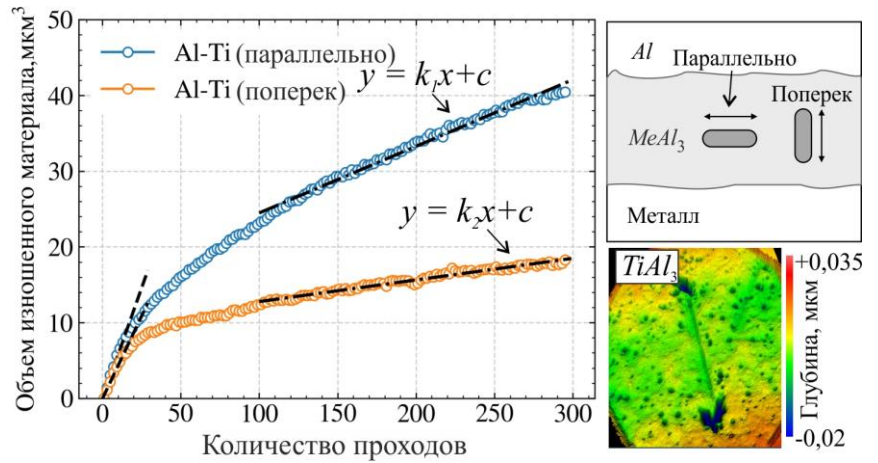 Объем изношенного материала,мкм³
50
40
30
20
10
0
Al-Ti (параллельно)
Al-Ti (поперек)
y = k₁x+c
y = k₂x+c
0 50 100 150 200 250 300
Количество проходов
Al
Параллельно
Поперек
MeAl₃
Металл
TiAl₃
+0,035
Глубина, мкм
-0,02